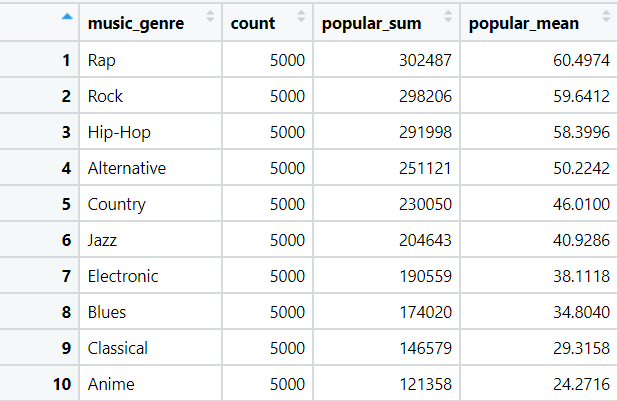 music_genre count popular_sum popular_mean
1 Rap 5000 302487 60.4974
2 Rock 5000 298206 59.6412
3 Hip-Hop 5000 291998 58.3996
4 Alternative 5000 251121 50.2242
5 Country 5000 230050 46.0100
6 Jazz 5000 204643 40.9286
7 Electronic 5000 190559 38.1118
8 Blues 5000 174020 34.8040
9 Classical 5000 146579 29.3158
10 Anime 5000 121358 24.2716